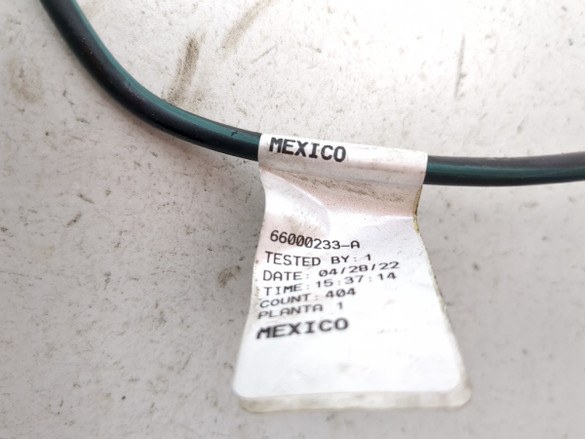 MEXICO
66000233-A
TESTED BY: 1
DATE: 04/28/22
TIME: 15:37:14
COUNT: 404
PLANTA 1
MEXICO